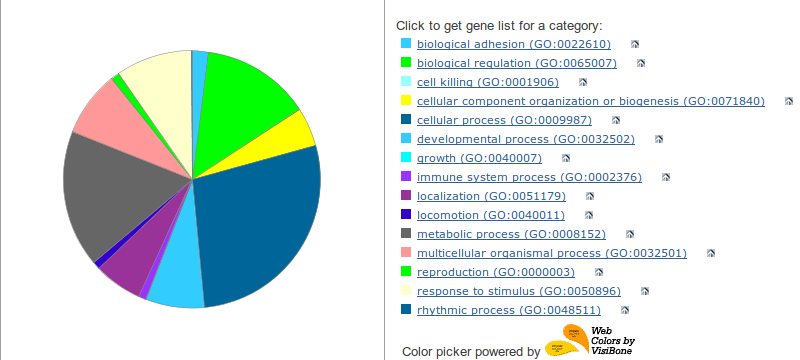 Click to get gene list for a category:
biological adhesion (GO:0022610)
biological regulation (GO:0065007)
cell killing (GO:0001906)
cellular component organization or biogenesis (GO:0071840)
cellular process (GO:0009987)
developmental process (GO:0032502)
growth (GO:0040007)
immune system process (GO:0002376)
localization (GO:0051179)
locomotion (GO:0040011)
metabolic process (GO:0008152)
multicellular organismal process (GO:0032501)
reproduction (GO:0000003)
response to stimulus (GO:0050896)
rhythmic process (GO:0048511)
Color picker powered by
Web
Colors by
VisiBone